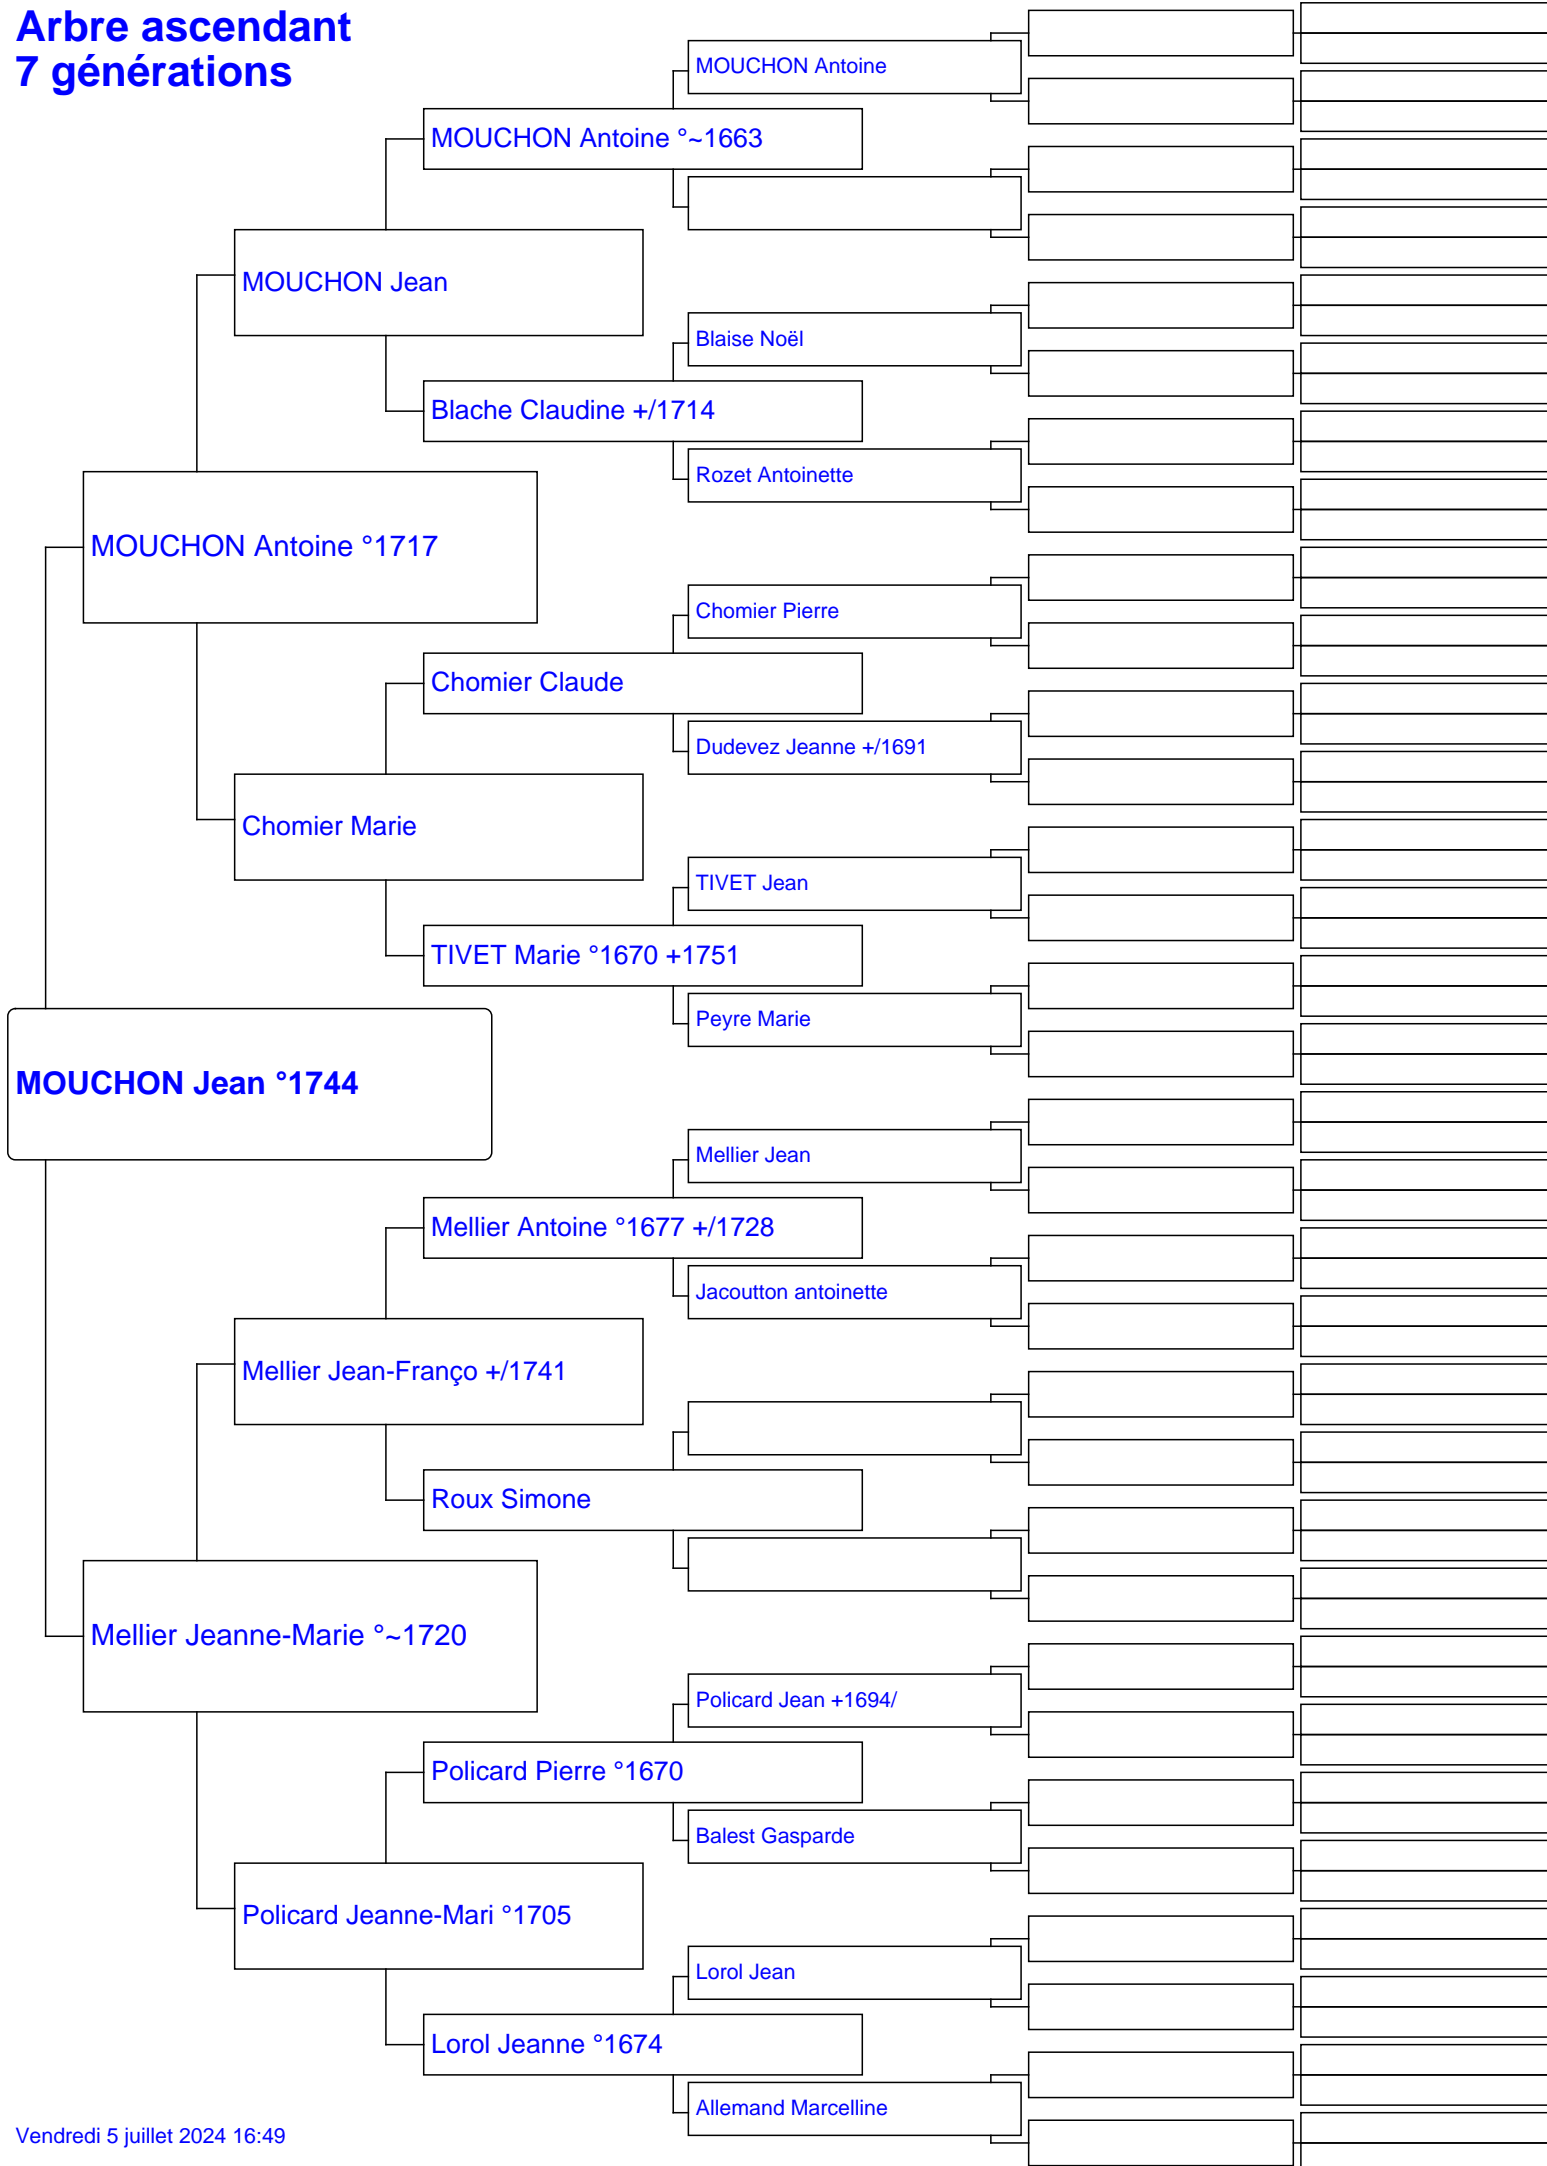 Arbre ascendant
7 générations
MOUCHON Antoine
MOUCHON Antoine °~1663
MOUCHON Jean
Blaise Noël
Blache Claudine +/1714
Rozet Antoinette
MOUCHON Antoine °1717
Chomier Pierre
Chomier Claude
Dudevez Jeanne +/1691
Chomier Marie
TIVET Jean
TIVET Marie °1670 +1751
Peyre Marie
MOUCHON Jean °1744
Mellier Jean
Mellier Antoine °1677 +/1728
Jacoutton antoinette
Mellier Jean-Franço +/1741
Roux Simone
Mellier Jeanne-Marie °~1720
Policard Jean +1694/
Policard Pierre °1670
Balest Gasparde
Policard Jeanne-Mari °1705
Lorol Jean
Lorol Jeanne °1674
Allemand Marcelline
Vendredi 5 juillet 2024 16:49